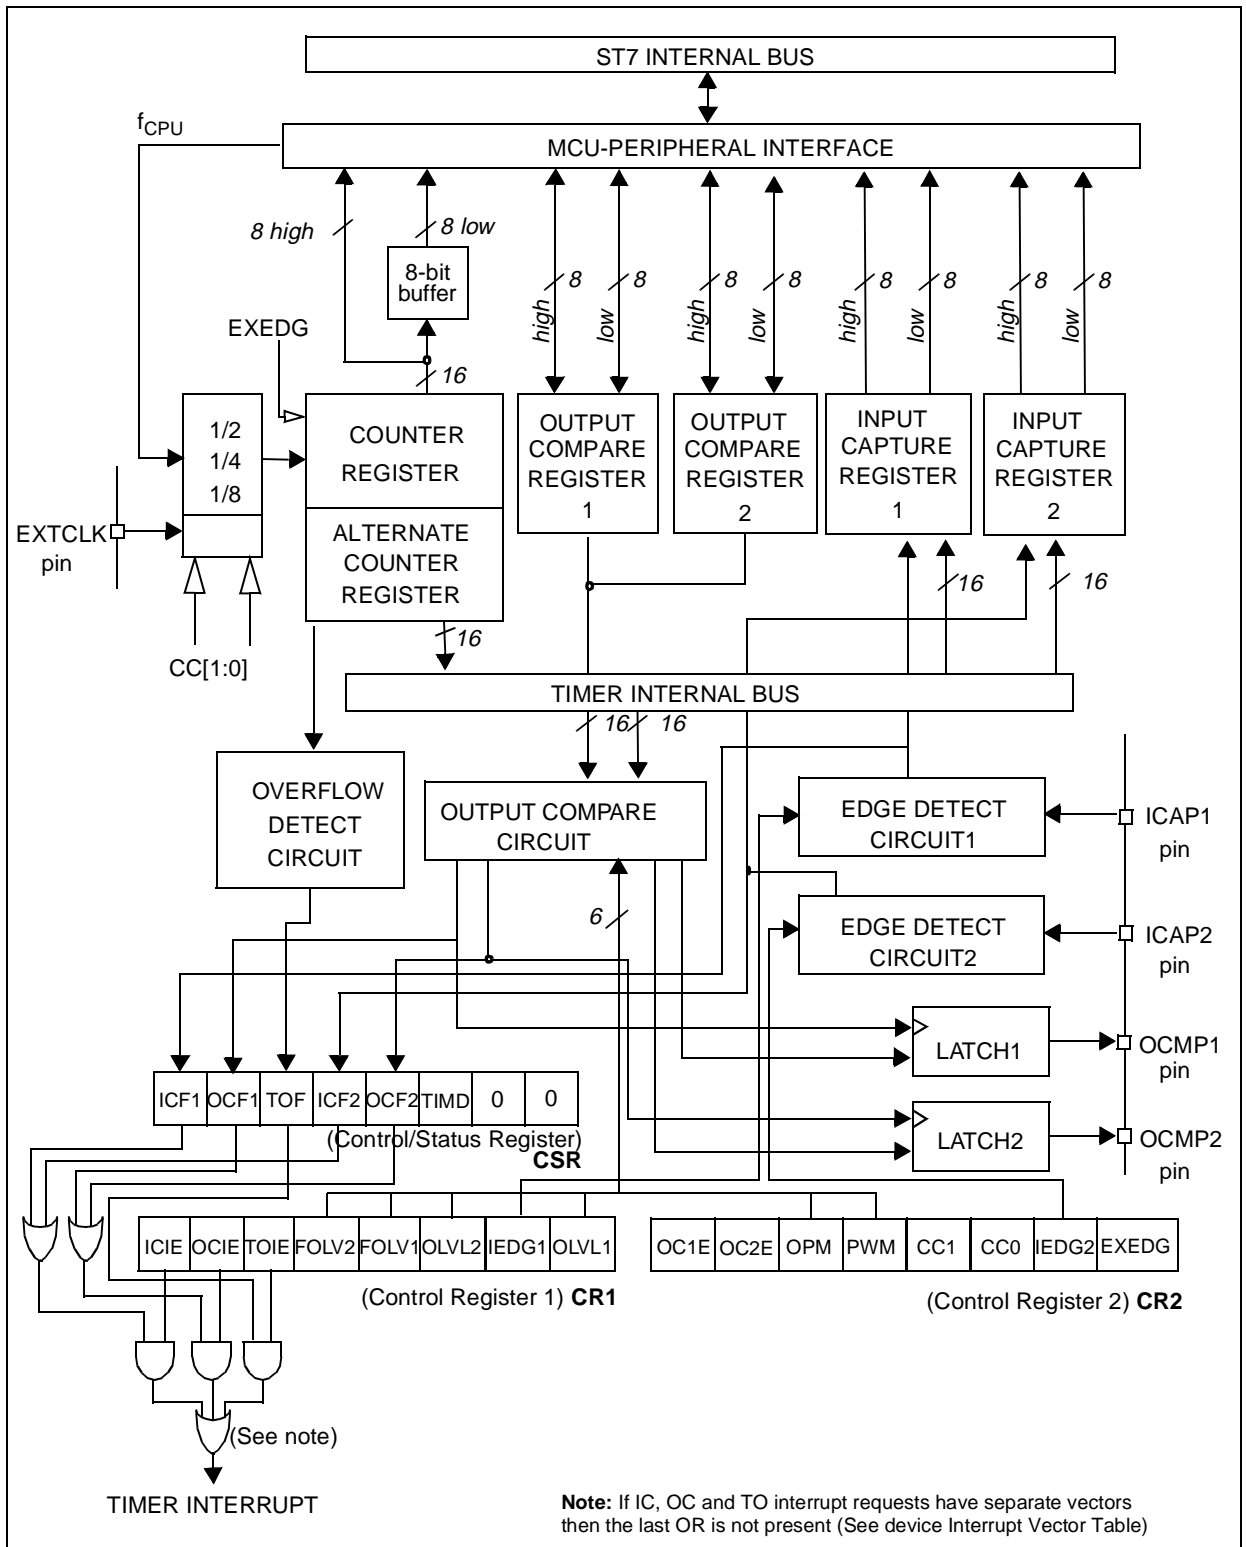 ST7 INTERNAL BUS
fCPU
MCU-PERIPHERAL INTERFACE
8 high
8 low
8-bit
buffer
8
8
8
8
8
8
8
8
high
low
high
low
high
low
high
low
EXEDG
16
1/2
1/4
1/8
COUNTER
REGISTER
OUTPUT
COMPARE
REGISTER
1
OUTPUT
COMPARE
REGISTER
2
INPUT
CAPTURE
REGISTER
1
INPUT
CAPTURE
REGISTER
2
EXTCLK
pin
ALTERNATE
COUNTER
REGISTER
16
16
16
CC[1:0]
TIMER INTERNAL BUS
16
16
OVERFLOW
DETECT
CIRCUIT
OUTPUT COMPARE
CIRCUIT
EDGE DETECT
CIRCUIT1
ICAP1
pin
6
EDGE DETECT
CIRCUIT2
ICAP2
pin
LATCH1
OCMP1
pin
ICF1 OCF1 TOF ICF2 OCF2 TIMD 0 0
(Control/Status Register)
CSR
LATCH2
OCMP2
pin
ICIE OCIE TOIE FOLV2 FOLV1 OLVL2 IEDG1 OLVL1
OC1E OC2E OPM PWM CC1 CC0 IEDG2 EXEDG
(Control Register 1) CR1
(Control Register 2) CR2
(See note)
TIMER INTERRUPT
Note: If IC, OC and TO interrupt requests have separate vectors
then the last OR is not present (See device Interrupt Vector Table)